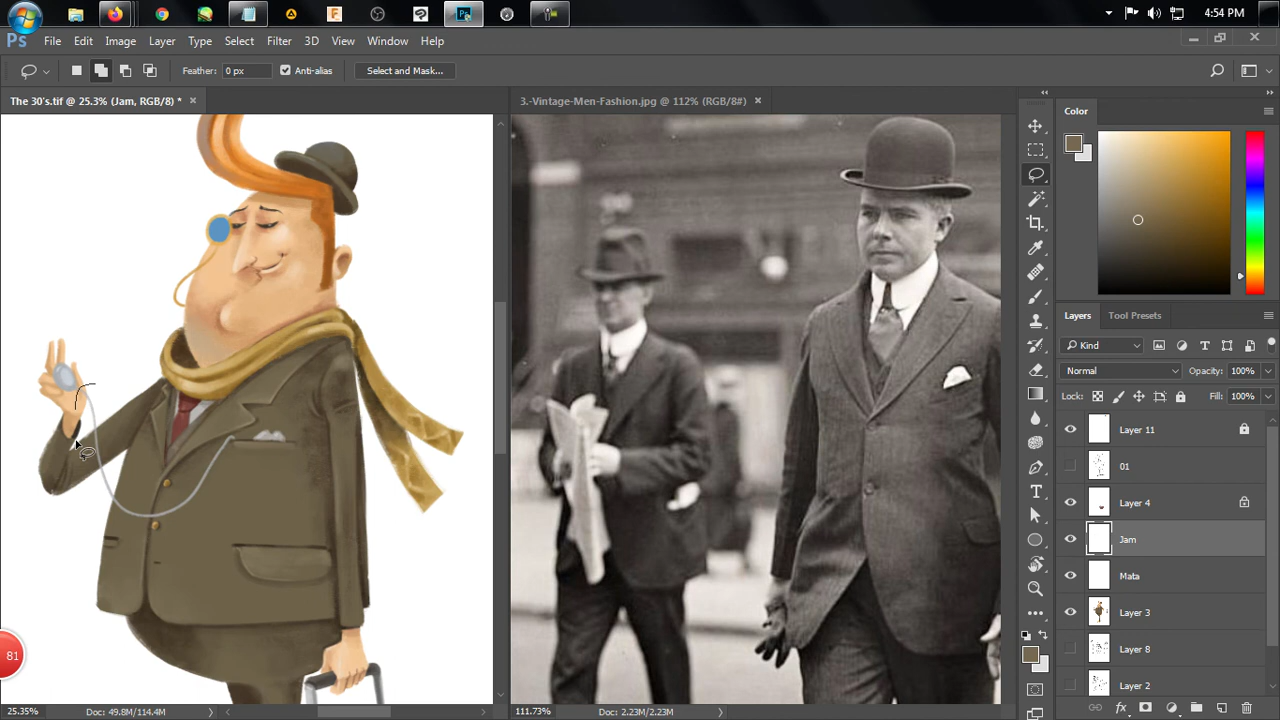 4:54 PM
Ps File Edit Image Layer Type Select Filter 3D View Window Help
Feather: 0 px Anti-alias Select and Mask...
The 30's.tif @ 25.3% (Jam, RGB/8) * ×
3.-Vintage-Men-Fashion.jpg @ 112% (RGB/8#) ×
Color
Layers Tool Presets
Kind
Normal Opacity: 100%
Lock: Fill: 100%
Layer 11
01
Layer 4
Jam
Mata
Layer 3
Layer 8
Layer 2
81
25.35% Doc: 49.8M/114.4M
111.73% Doc: 2.23M/2.23M